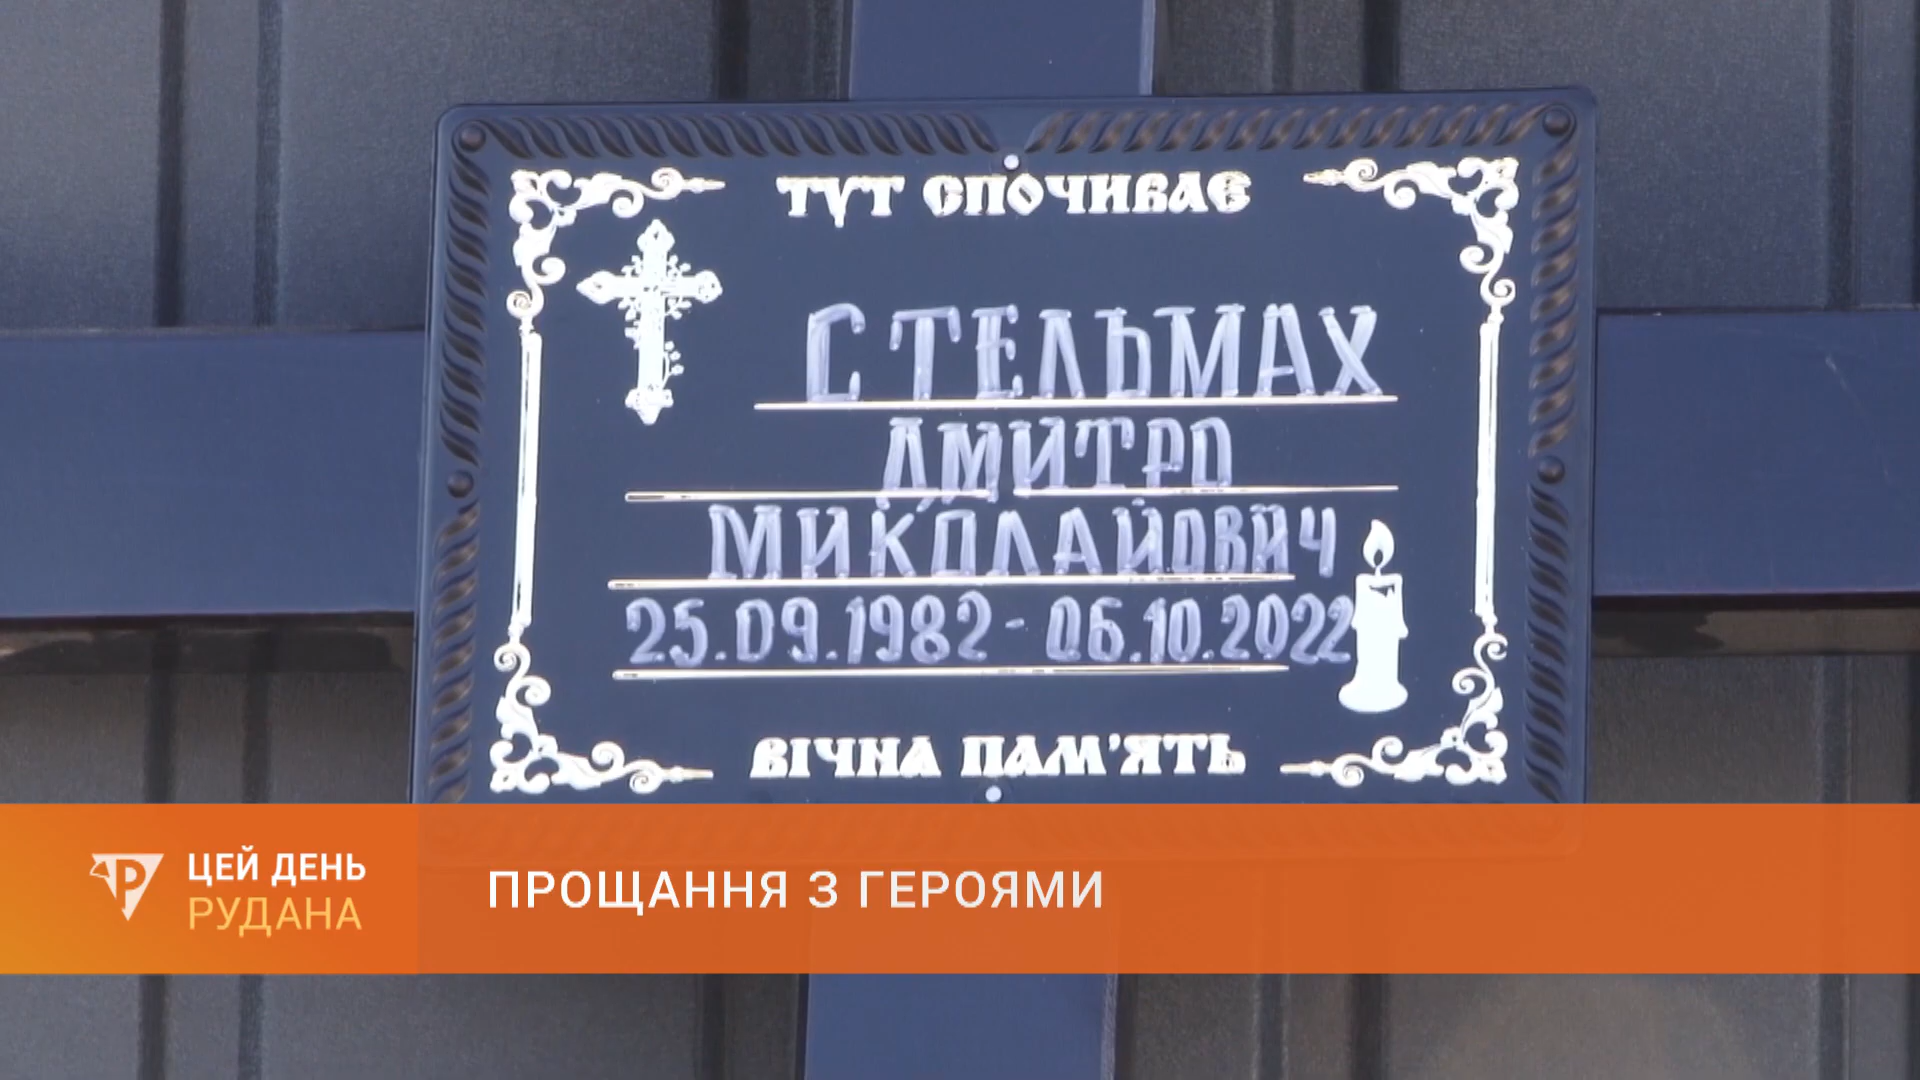 ТУТ СПОЧИВАЄ
СТЕЛЬМАХ
ДМИТРО
МИКОЛАЙОВИЧ
25.09.1982 - 06.10.2022
ВІЧНА ПАМ'ЯТЬ
ЦЕЙ ДЕНЬ
РУДАНА
ПРОЩАННЯ З ГЕРОЯМИ